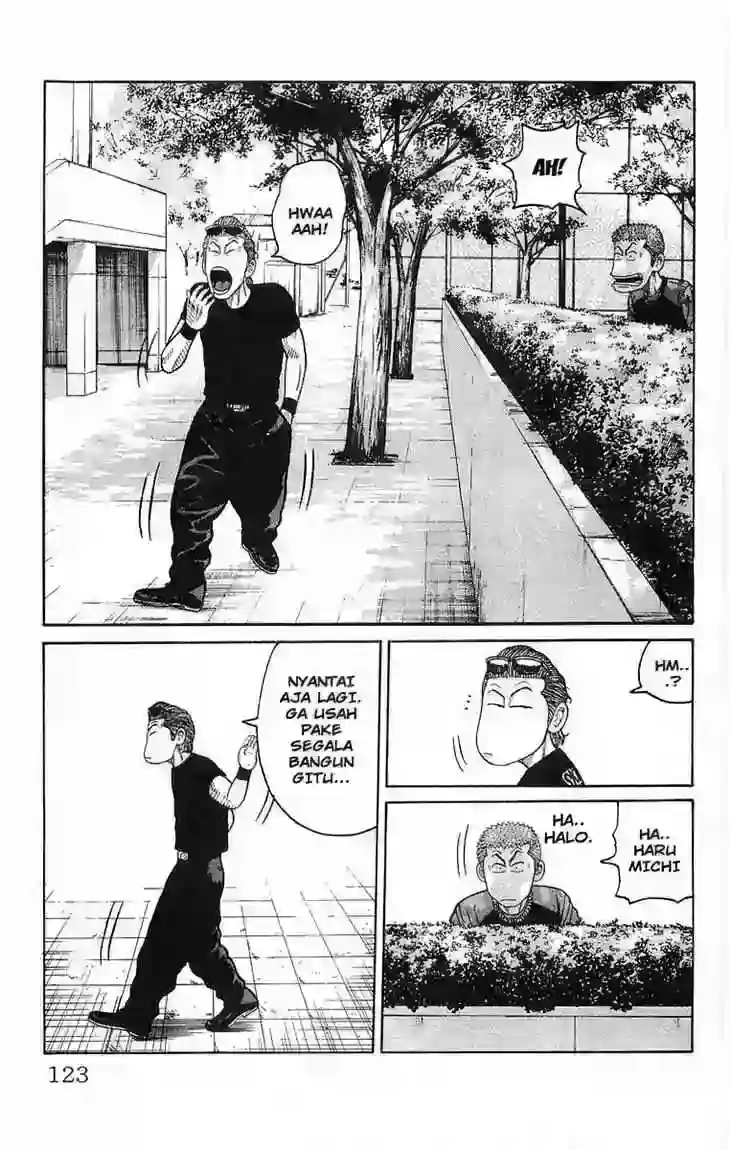 AH!
HWAA
AAH!
HM..
.?
HA..
HARU
MICHI
HA..
HALO.
NYANTAI
AJA LAGI.
GA USAH
PAKE
SEGALA
BANGUN
GITU...
123